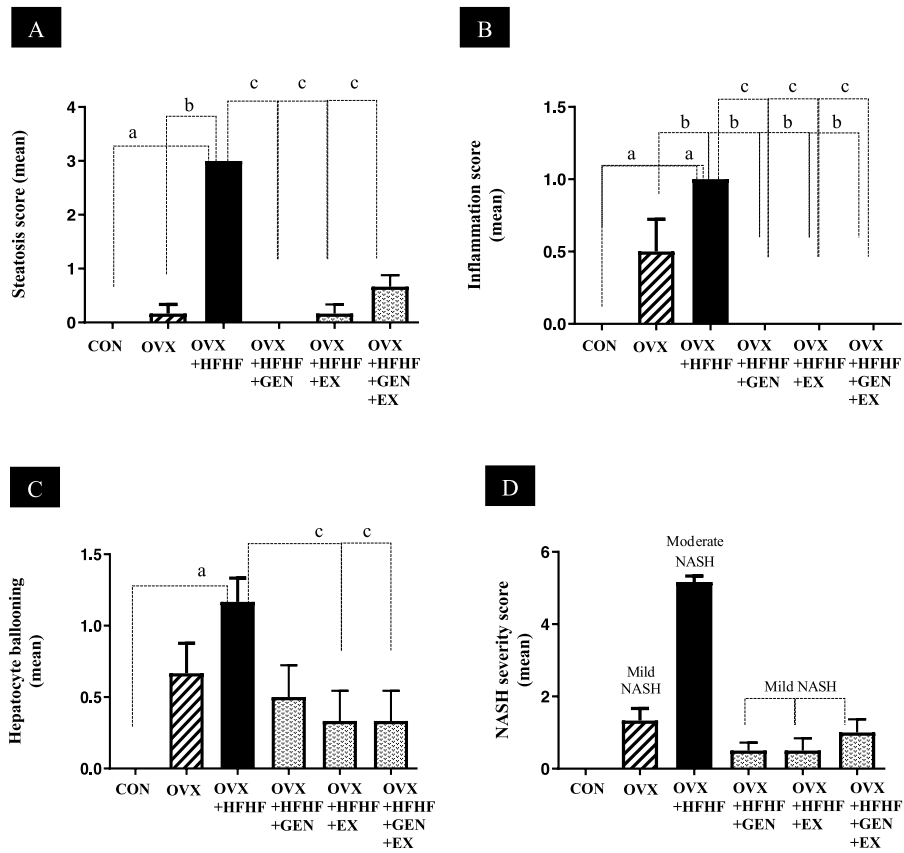 A
c c c
b
a
4
3
2
1
0
Steatosis score (mean)
CON OVX OVX OVX OVX OVX
+HFHF +HFHF +HFHF +HFHF
+GEN +EX +GEN
+EX
B
c c c
b b b b
a a
1.5
1.0
0.5
0.0
Inflammation score
(mean)
CON OVX OVX OVX OVX OVX
+HFHF +HFHF +HFHF +HFHF
+GEN +EX +GEN
+EX
C
c c
a
1.5
1.0
0.5
0.0
Hepatocyte ballooning
(mean)
CON OVX OVX OVX OVX OVX
+HFHF +HFHF +HFHF +HFHF
+GEN +EX +GEN
+EX
D
Moderate
NASH
Mild
NASH
Mild NASH
6
4
2
0
NASH severity score
(mean)
CON OVX OVX OVX OVX OVX
+HFHF +HFHF +HFHF +HFHF
+GEN +EX +GEN
+EX